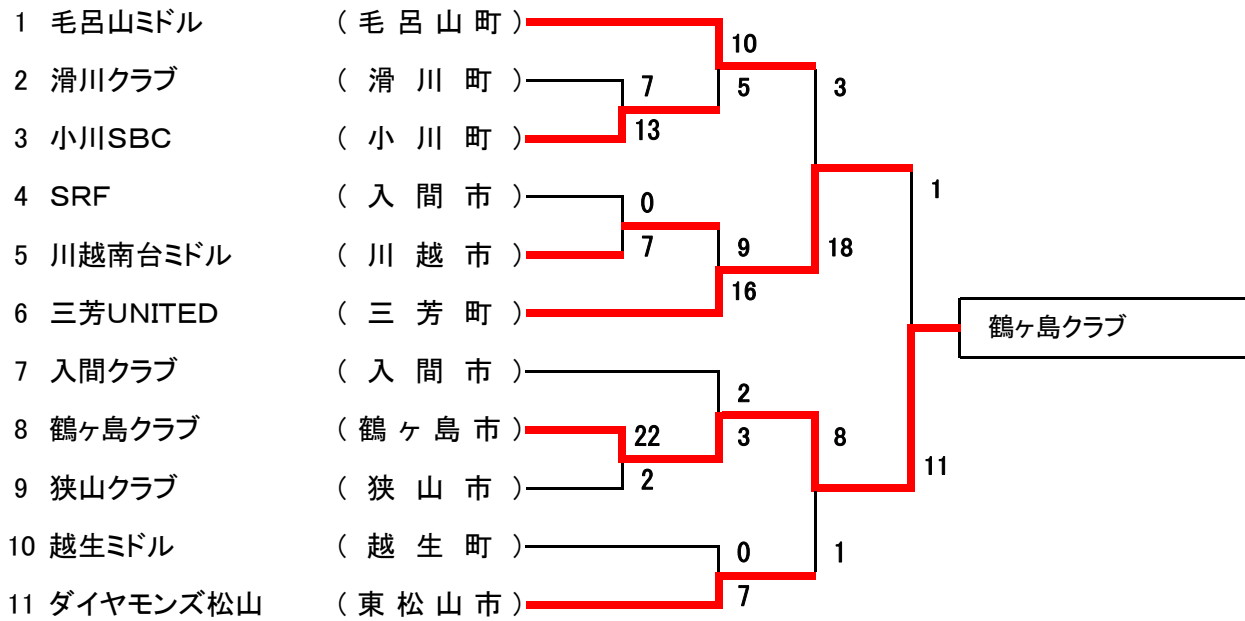 1 毛呂山ミドル (毛呂山町)
10
2 滑川クラブ (滑川町)
7
5
3
3 小川SBC (小川町)
13
4 SRF (入間市)
0
1
5 川越南台ミドル (川越市)
7
9
18
16
6 三芳UNITED (三芳町)
鶴ヶ島クラブ
7 入間クラブ (入間市)
2
8 鶴ヶ島クラブ (鶴ヶ島市)
22
3
8
11
9 狭山クラブ (狭山市)
2
10 越生ミドル (越生町)
0
1
11 ダイヤモンズ松山 (東松山市)
7